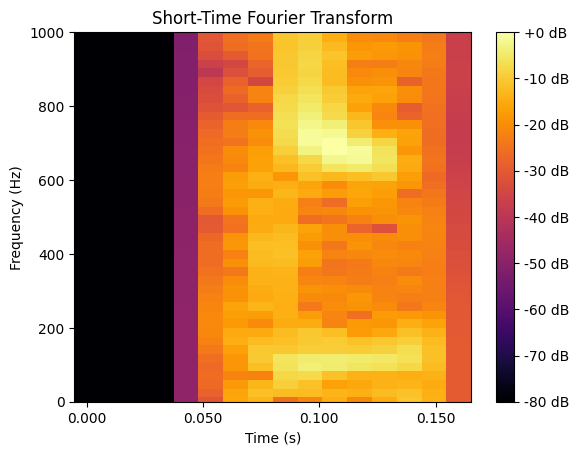 Short-Time Fourier Transform
1000
800
600
400
200
0
Frequency (Hz)
0.000
0.050
0.100
0.150
Time (s)
+0 dB
-10 dB
-20 dB
-30 dB
-40 dB
-50 dB
-60 dB
-70 dB
-80 dB